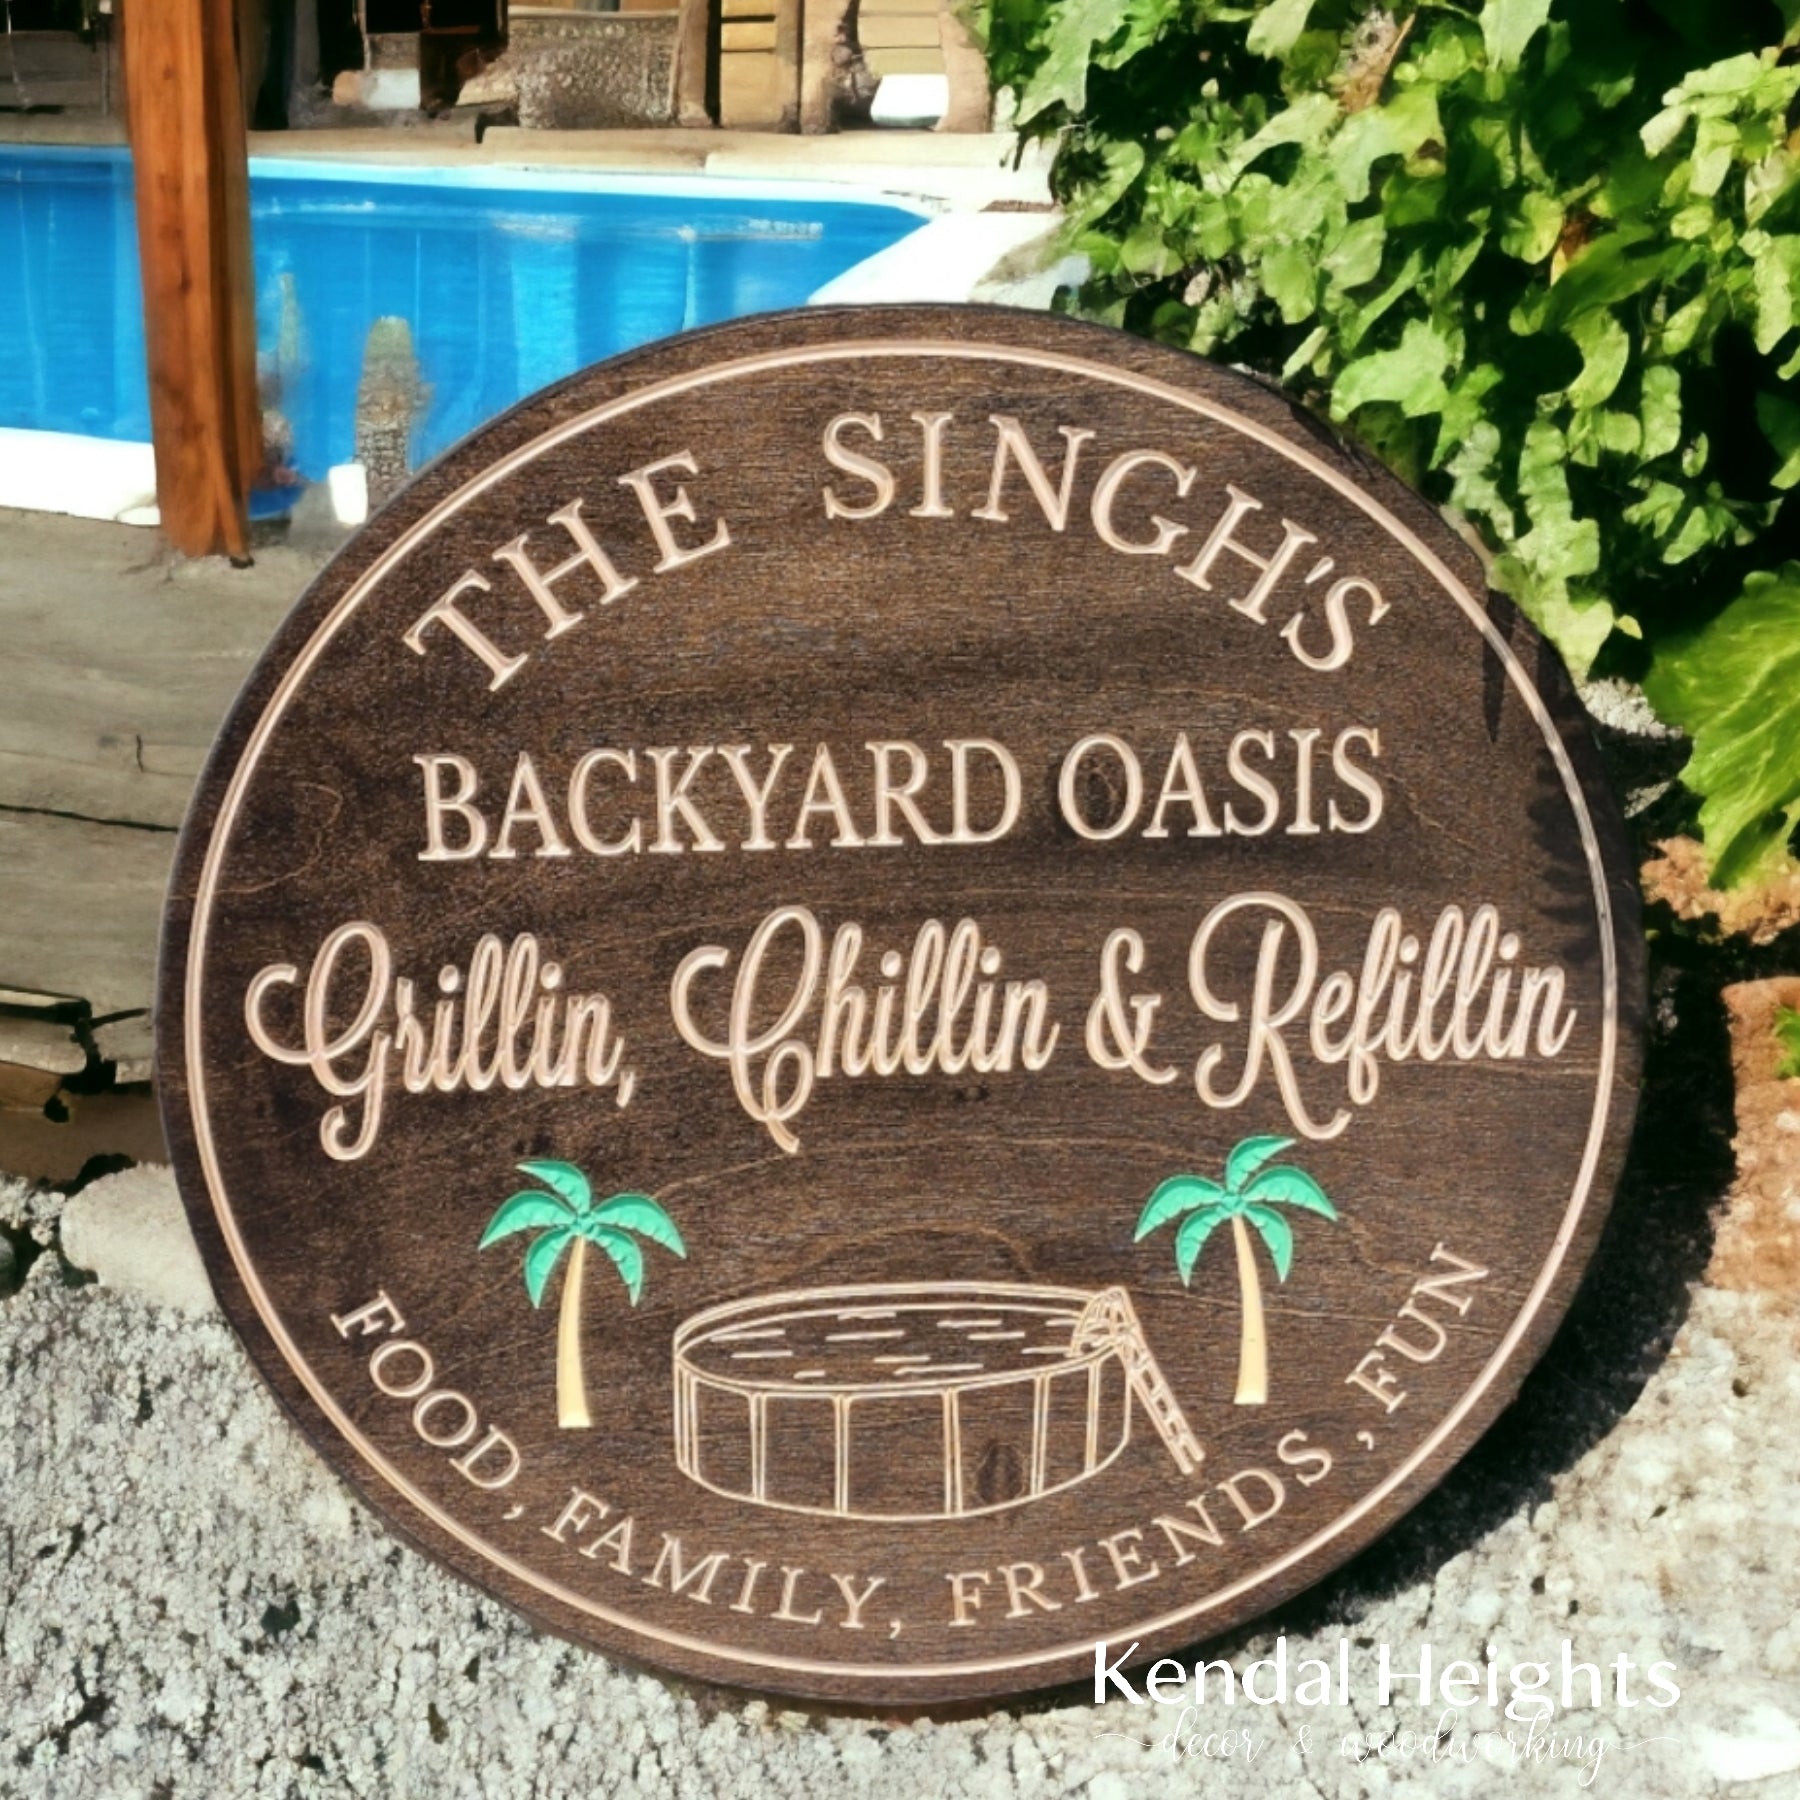 THE SINGH'S
BACKYARD OASIS
Grillin, Chillin & Refillin
FOOD, FAMILY, FRIENDS, FUN
Kendal Heights
decor & woodworking